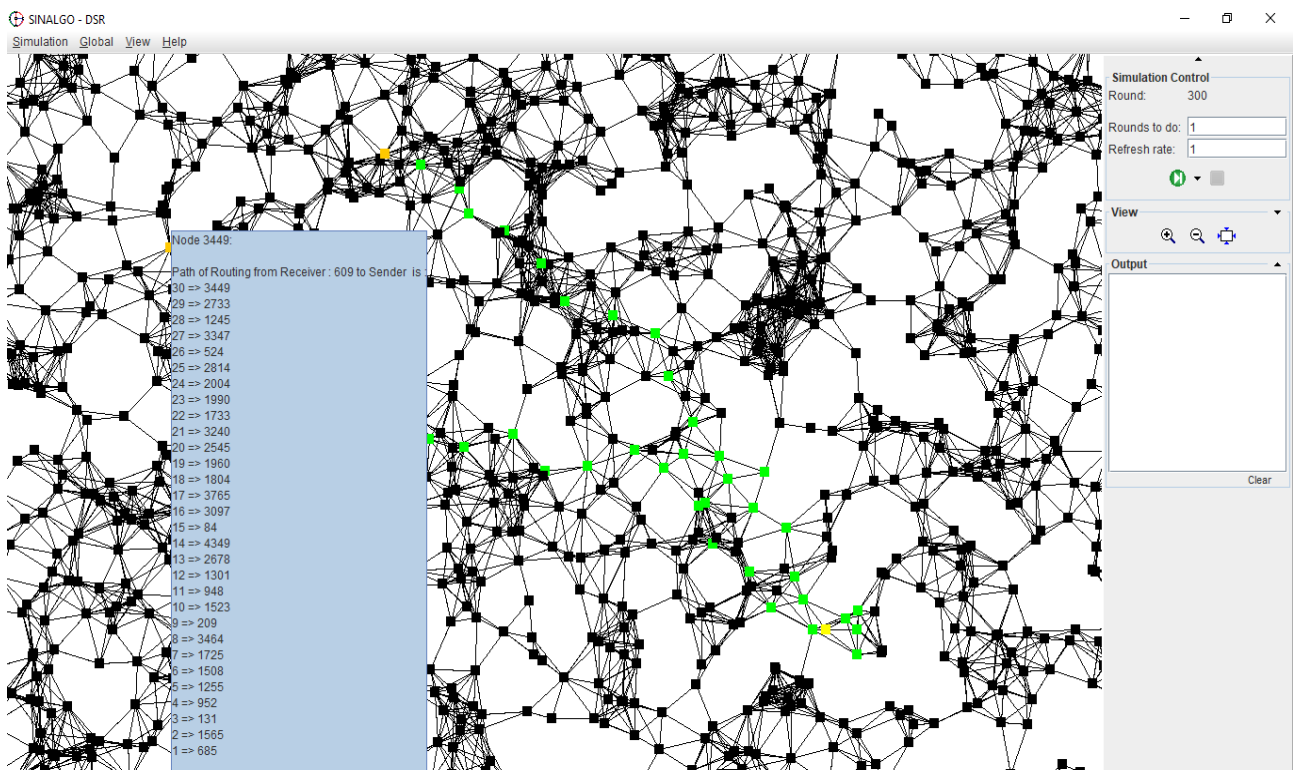 SINALGO - DSR
Simulation Global View Help
Node 3449:
Path of Routing from Receiver : 609 to Sender is :
30 => 3449
29 => 2733
28 => 1245
27 => 3347
26 => 524
25 => 2814
24 => 2004
23 => 1990
22 => 1733
21 => 3240
20 => 2545
19 => 1960
18 => 1804
17 => 3765
16 => 3097
15 => 84
14 => 4349
13 => 2678
12 => 1301
11 => 948
10 => 1523
9 => 209
8 => 3464
7 => 1725
6 => 1508
5 => 1255
4 => 952
3 => 131
2 => 1565
1 => 685
Simulation Control
Round: 300
Rounds to do: 1
Refresh rate: 1
View
Output
Clear